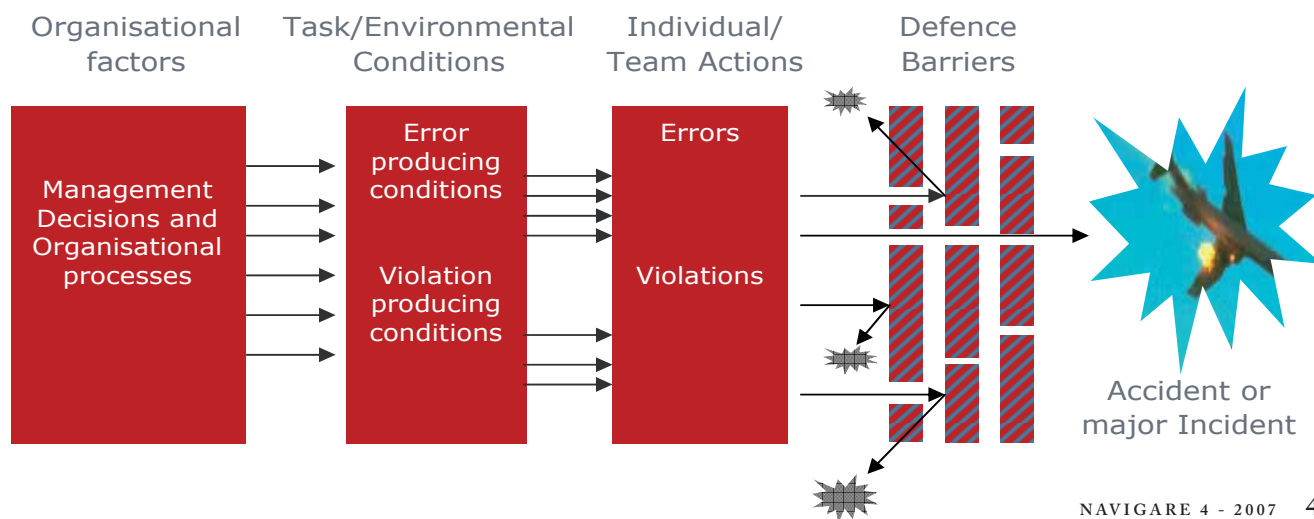 Organisational
factors
Task/Environmental
Conditions
Individual/
Team Actions
Defence
Barriers
Management
Decisions and
Organisational
processes
Error
producing
conditions
Violation
producing
conditions
Errors
Violations
Accident or
major Incident
NAVIGARE 4 - 2007 4